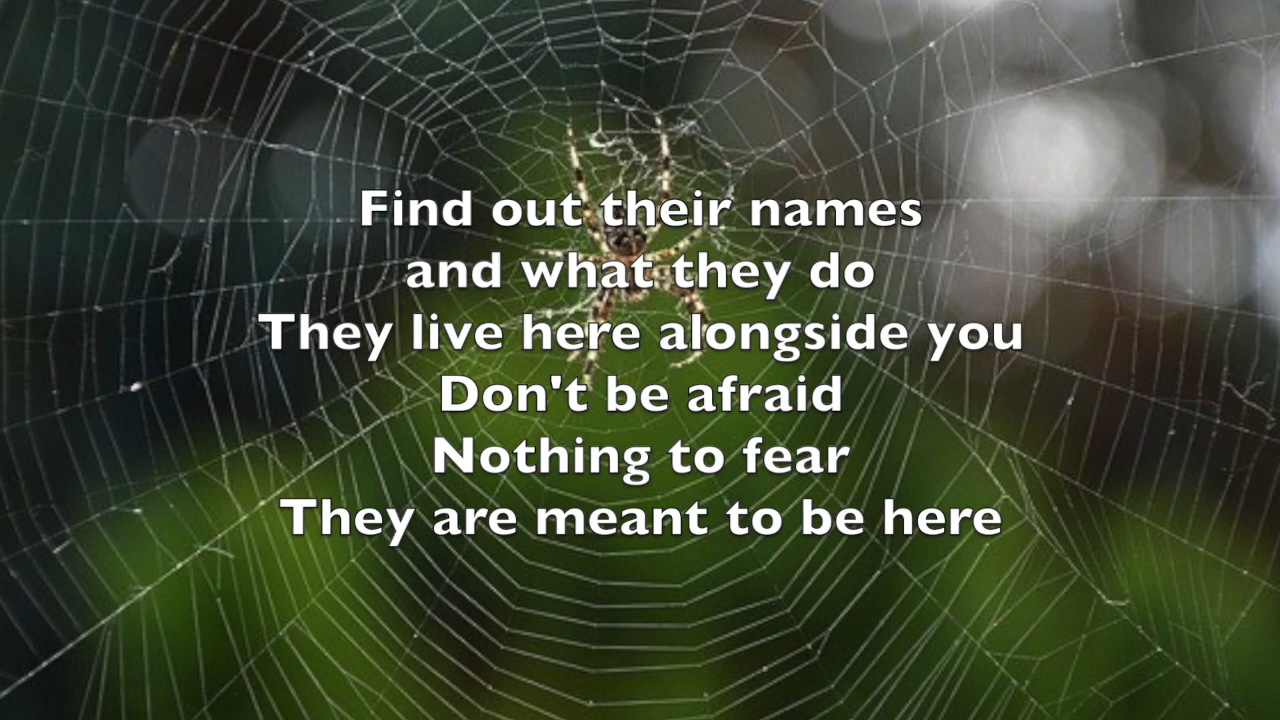 Find out their names
and what they do
They live here alongside you
Don't be afraid
Nothing to fear
They are meant to be here